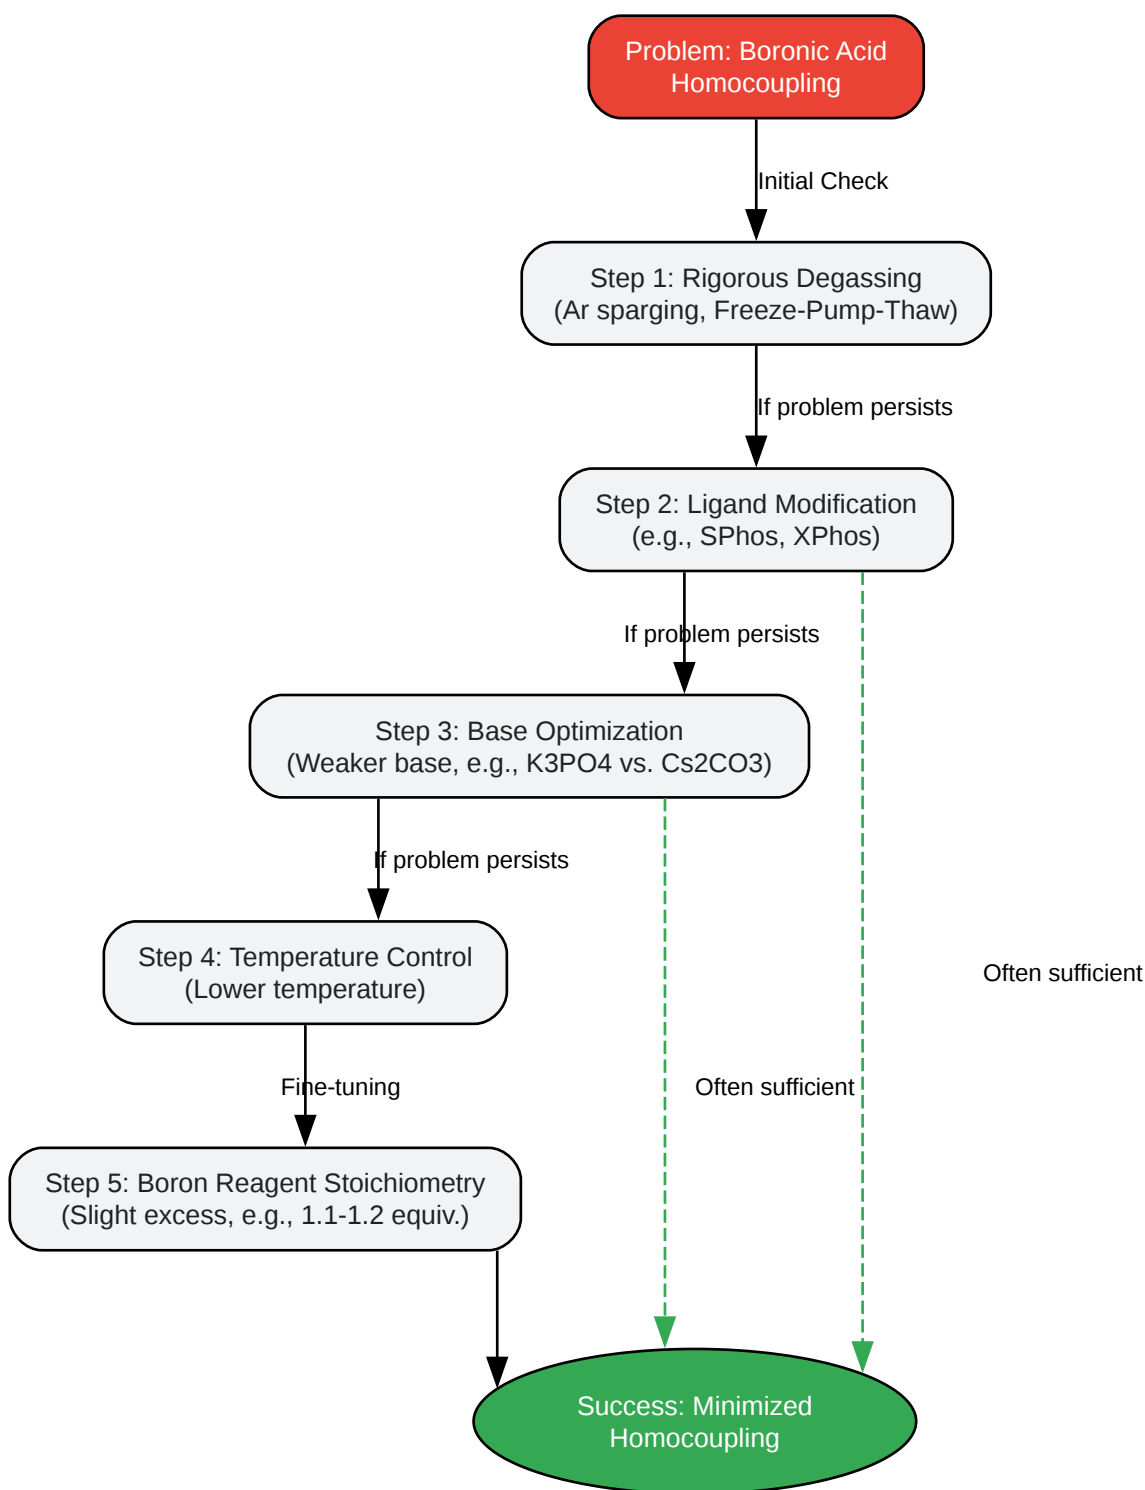 Problem: Boronic Acid
Homocoupling
Initial Check
Step 1: Rigorous Degassing
(Ar sparging, Freeze-Pump-Thaw)
If problem persists
Step 2: Ligand Modification
(e.g., SPhos, XPhos)
If problem persists
Step 3: Base Optimization
(Weaker base, e.g., K3PO4 vs. Cs2CO3)
If problem persists
Step 4: Temperature Control
(Lower temperature)
Often sufficient
Fine-tuning
Often sufficient
Step 5: Boron Reagent Stoichiometry
(Slight excess, e.g., 1.1-1.2 equiv.)
Success: Minimized
Homocoupling